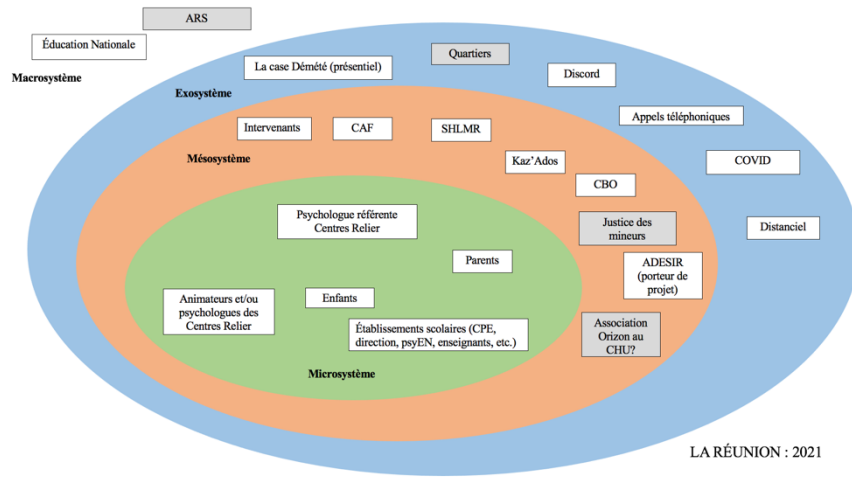 ARS
Éducation Nationale
Macrosystème
La case Démété (présentiel)
Quartiers
Discord
Exosystème
Appels téléphoniques
Intervenants
CAF
SHLMR
Mésosystème
Kaz'Ados
COVID
CBO
Psychologue référente
Centres Relier
Justice des
mineurs
Distanciel
Parents
ADESIR
(porteur de
projet)
Animateurs et/ou
psychologues des
Centres Relier
Enfants
Établissements scolaires (CPE,
direction, psyEN, enseignants, etc.)
Association
Orizon au
CHU?
Microsystème
LA RÉUNION : 2021